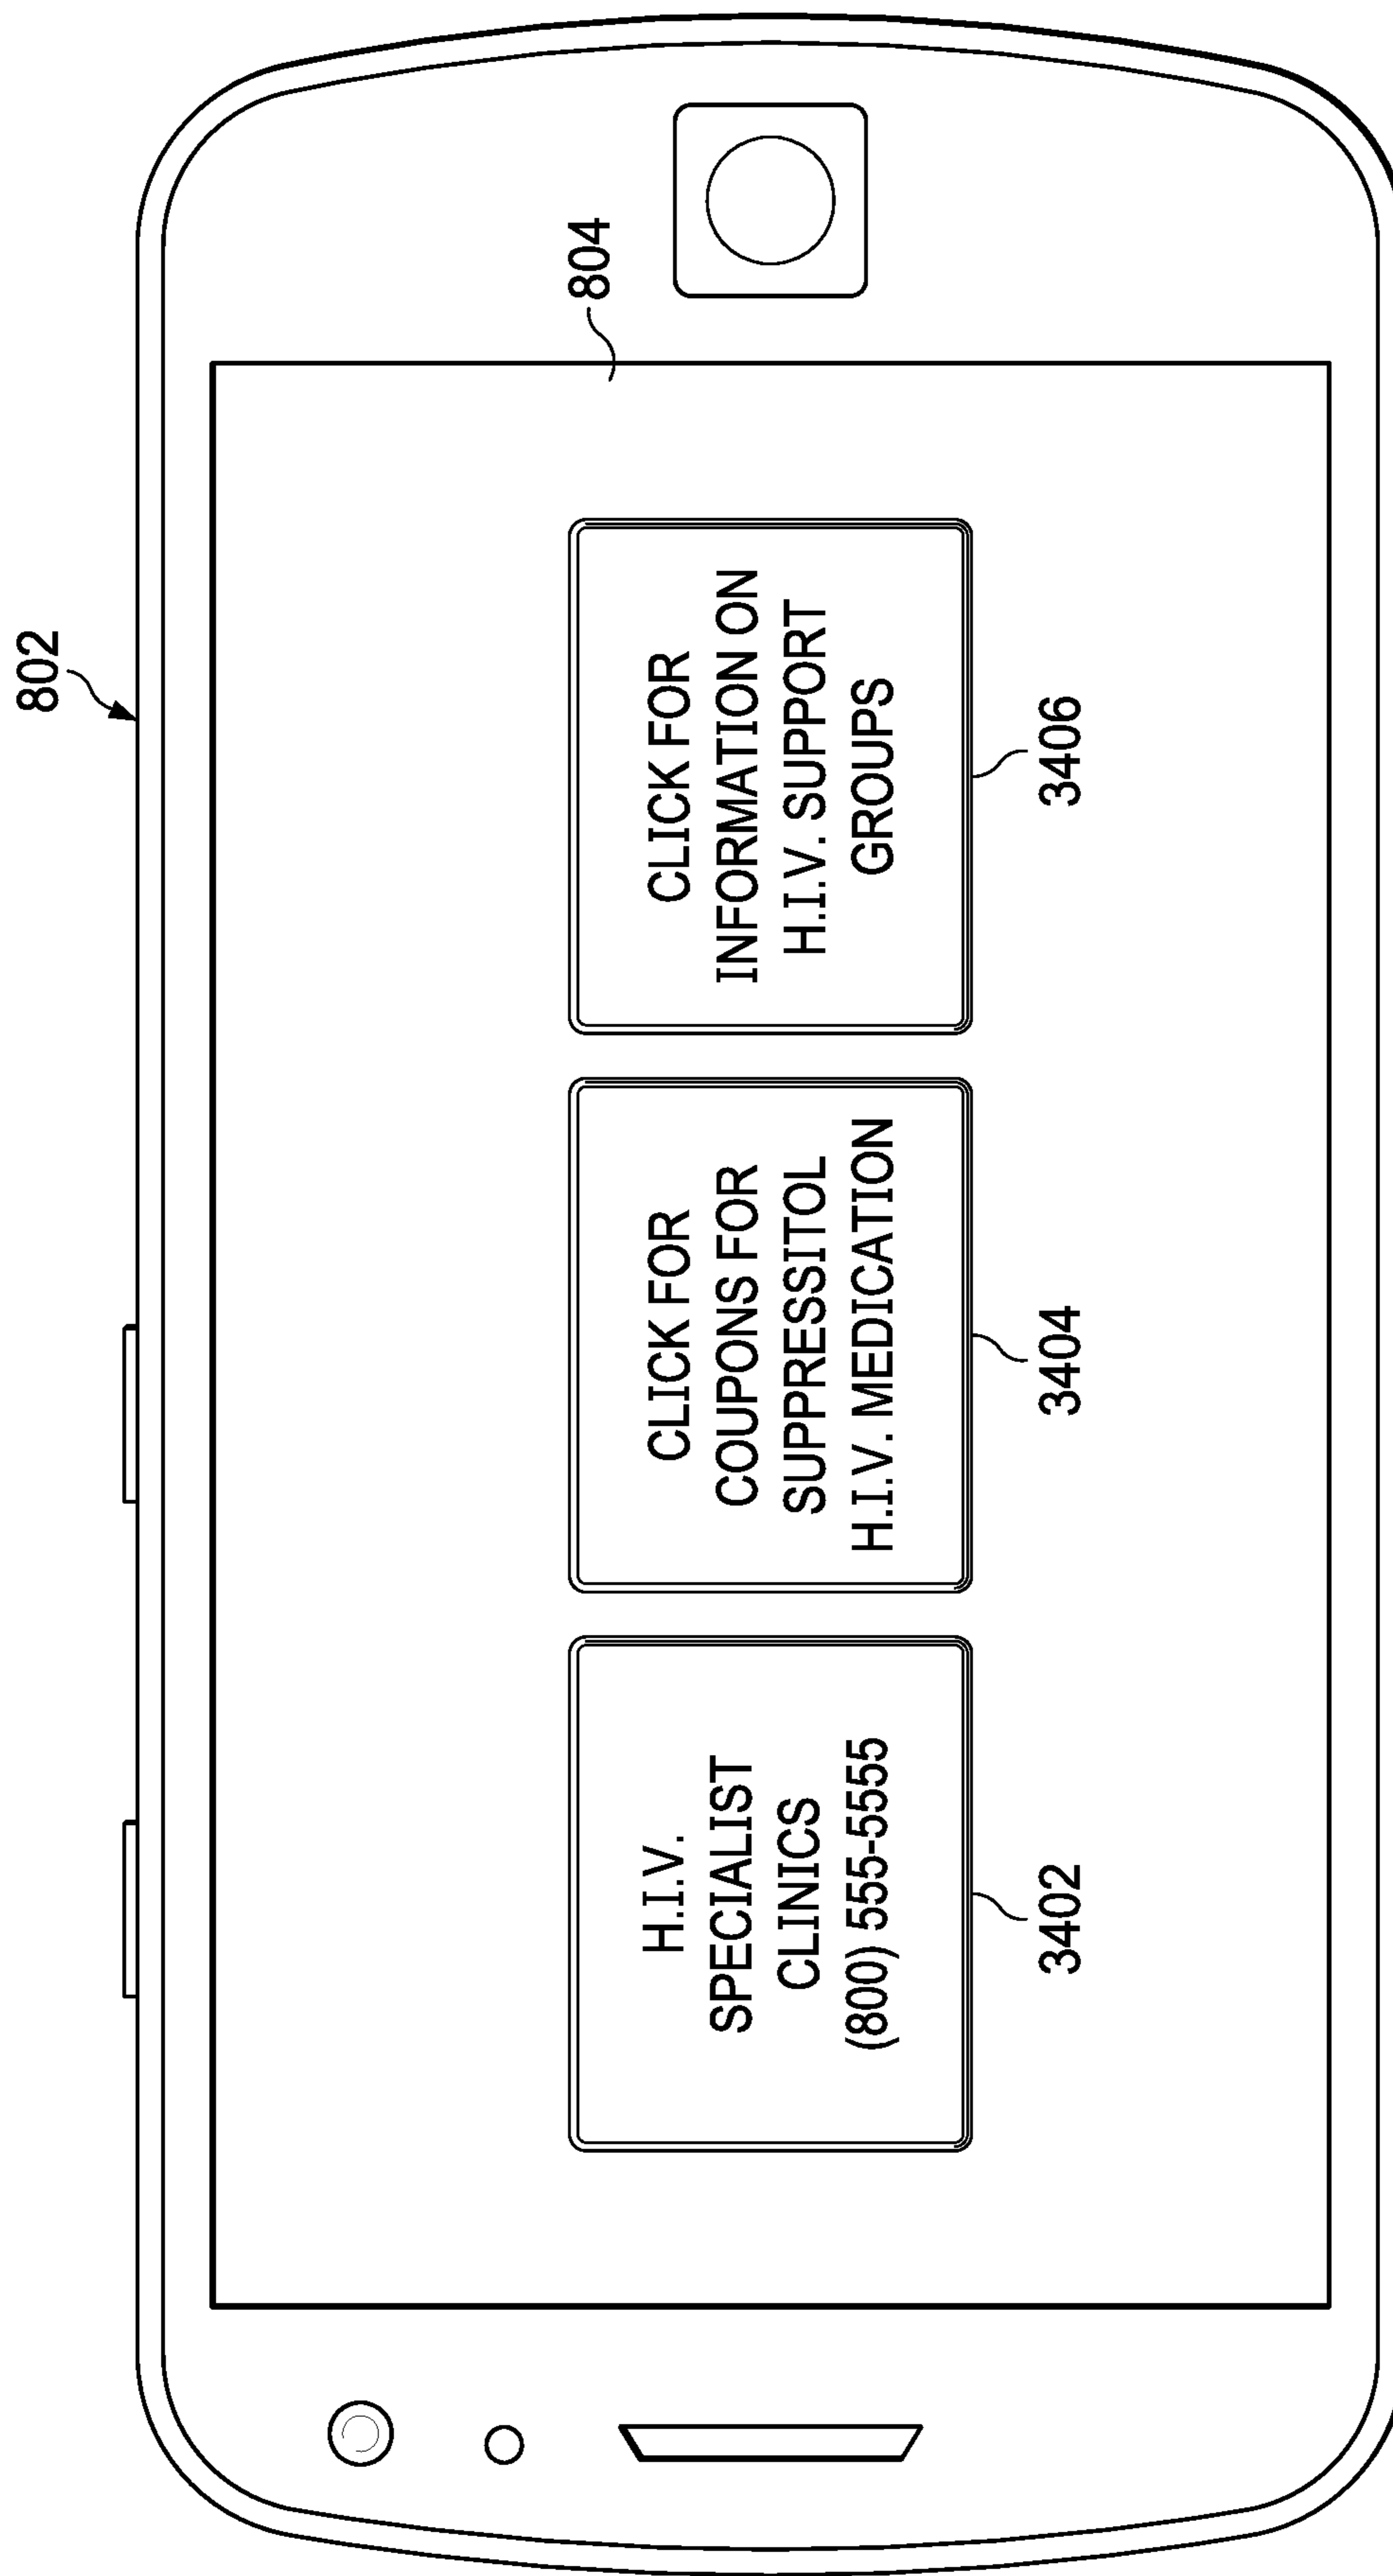 802
804
H.I.V.
SPECIALIST
CLINICS
(800) 555-5555
3402
CLICK FOR
COUPONS FOR
SUPPRESSITOL
H.I.V. MEDICATION
3404
CLICK FOR
INFORMATION ON
H.I.V. SUPPORT
GROUPS
3406